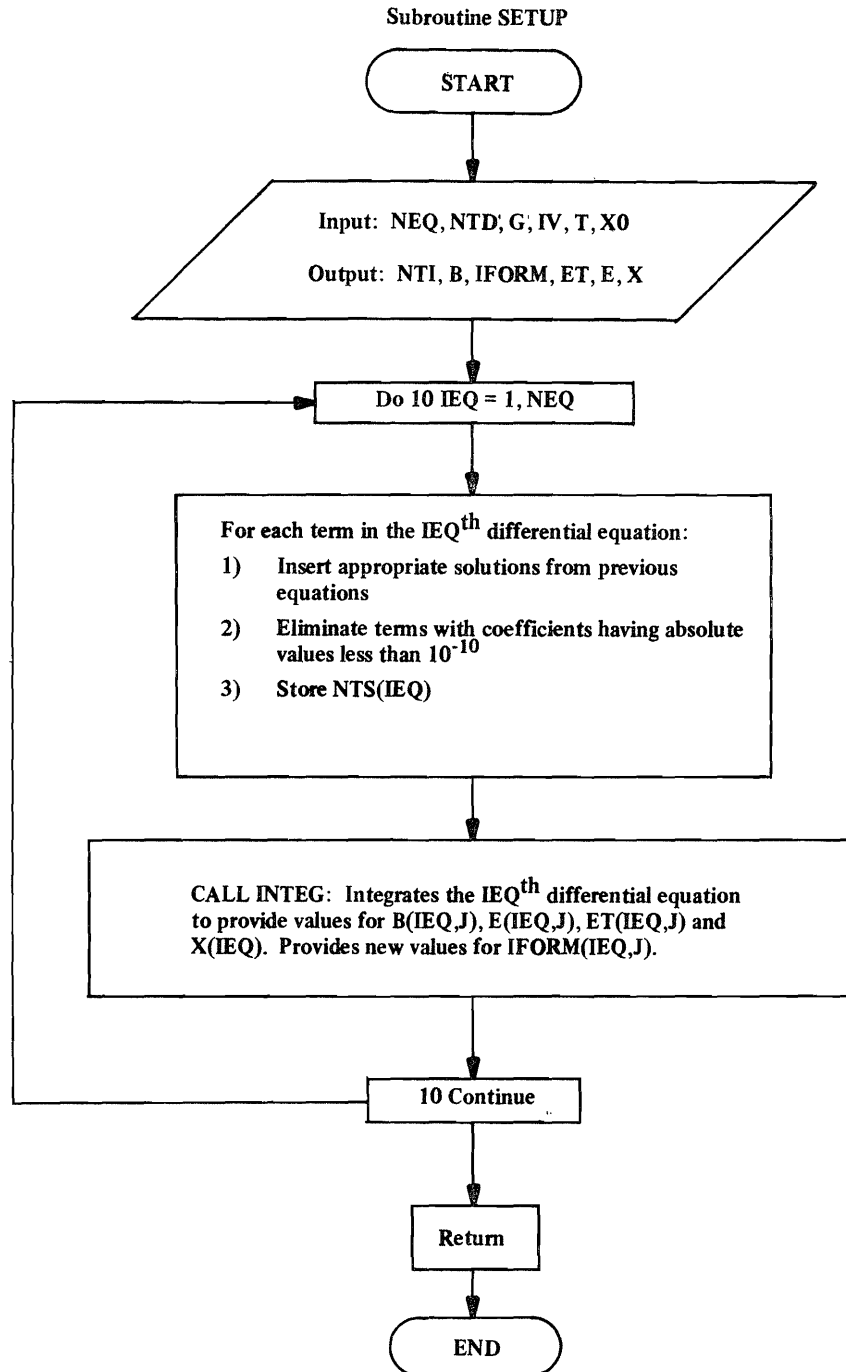 Subroutine SETUP
START
Input: NEQ, NTD, G, IV, T, X0
Output: NTI, B, IFORM, ET, E, X
Do 10 IEQ = 1, NEQ
For each term in the IEQth differential equation:
1) Insert appropriate solutions from previous
equations
2) Eliminate terms with coefficients having absolute
values less than 10-10
3) Store NTS(IEQ)
CALL INTEG: Integrates the IEQth differential equation
to provide values for B(IEQ,J), E(IEQ,J), ET(IEQ,J) and
X(IEQ). Provides new values for IFORM(IEQ,J).
10 Continue
Return
END